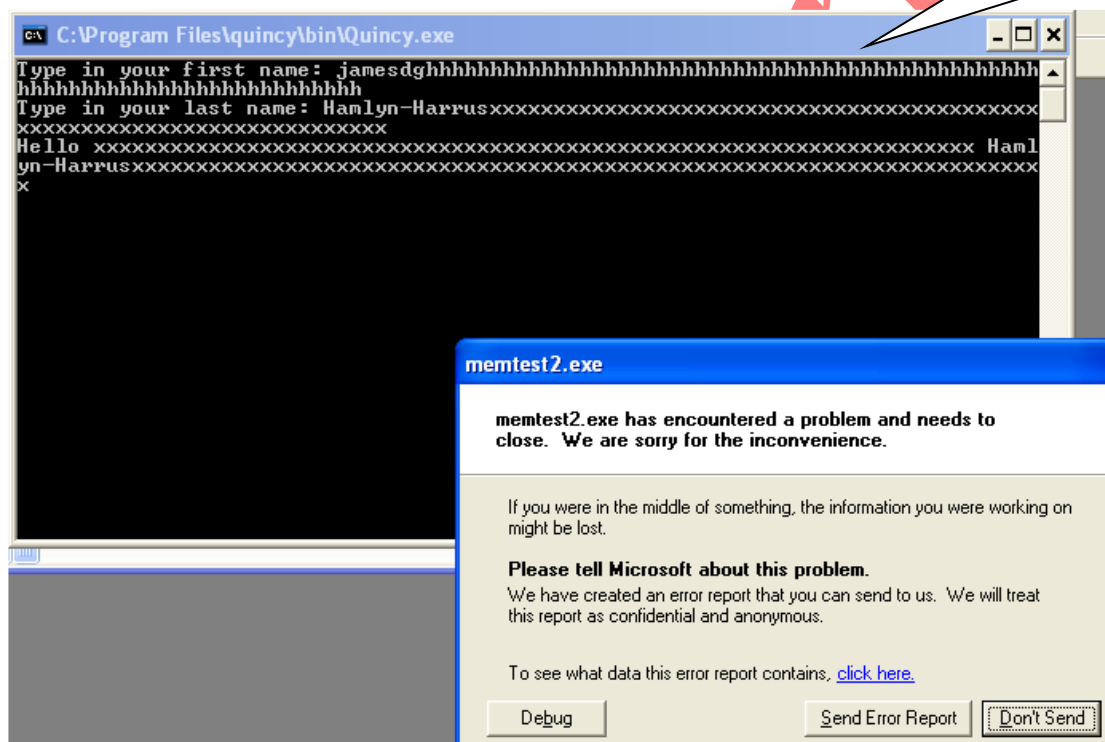 C:\Program Files\quincy\bin\Quincy.exe
Type in your first name: jamesdghhhhhhhhhhhhhhhhhhhhhhhhhhhhhhhhhhhhhhhhhhhhhhhh
hhhhhhhhhhhhhhhhhhhhhhhhhhh
Type in your last name: Hamlyn-Harrusxxxxxxxxxxxxxxxxxxxxxxxxxxxxxxxxxxxxxxxxxxx
xxxxxxxxxxxxxxxxxxxxxxxxxxxxx
Hello xxxxxxxxxxxxxxxxxxxxxxxxxxxxxxxxxxxxxxxxxxxxxxxxxxxxxxxxxxxxxxxxxxxxx Haml
yn-Harrusxxxxxxxxxxxxxxxxxxxxxxxxxxxxxxxxxxxxxxxxxxxxxxxxxxxxxxxxxxxxxxxxxxxxxxx
x
memtest2.exe
memtest2.exe has encountered a problem and needs to
close. We are sorry for the inconvenience.
If you were in the middle of something, the information you were working on
might be lost.
Please tell Microsoft about this problem.
We have created an error report that you can send to us. We will treat
this report as confidential and anonymous.
To see what data this error report contains, click here.
Debug Send Error Report Don't Send